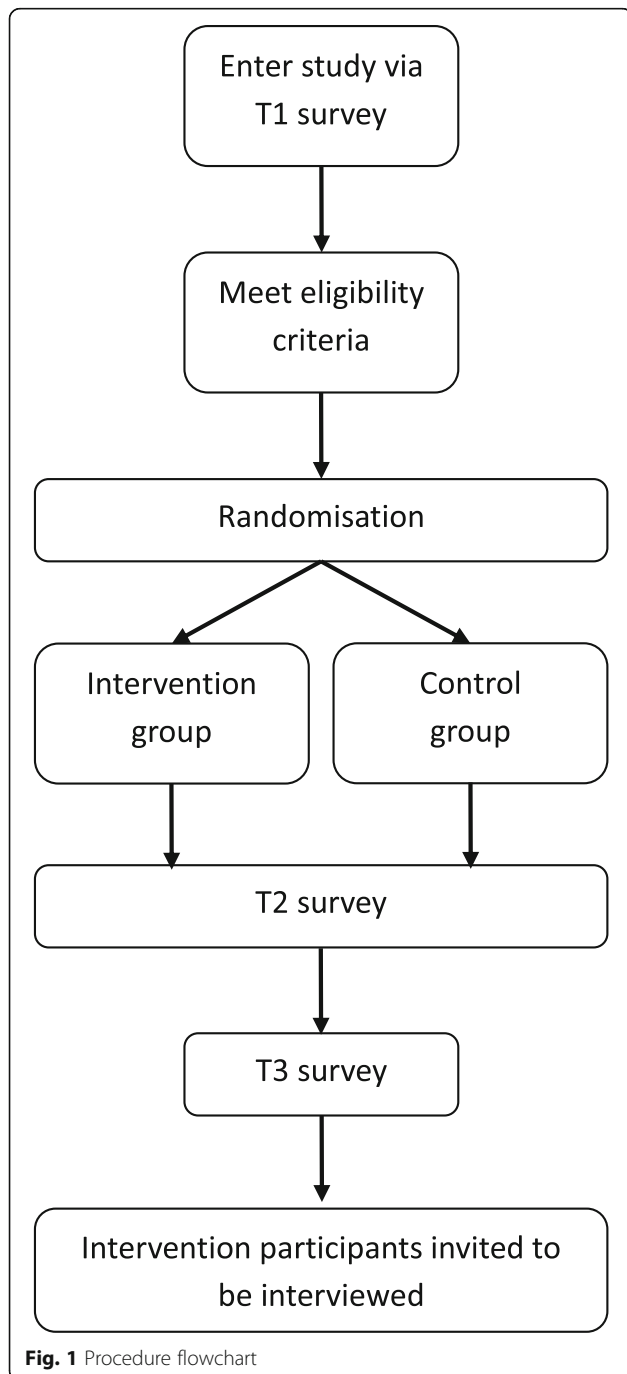 Enter study via
T1 survey
Meet eligibility
criteria
Randomisation
Intervention
group
Control
group
T2 survey
T3 survey
Intervention participants invited to
be interviewed
Fig. 1 Procedure flowchart